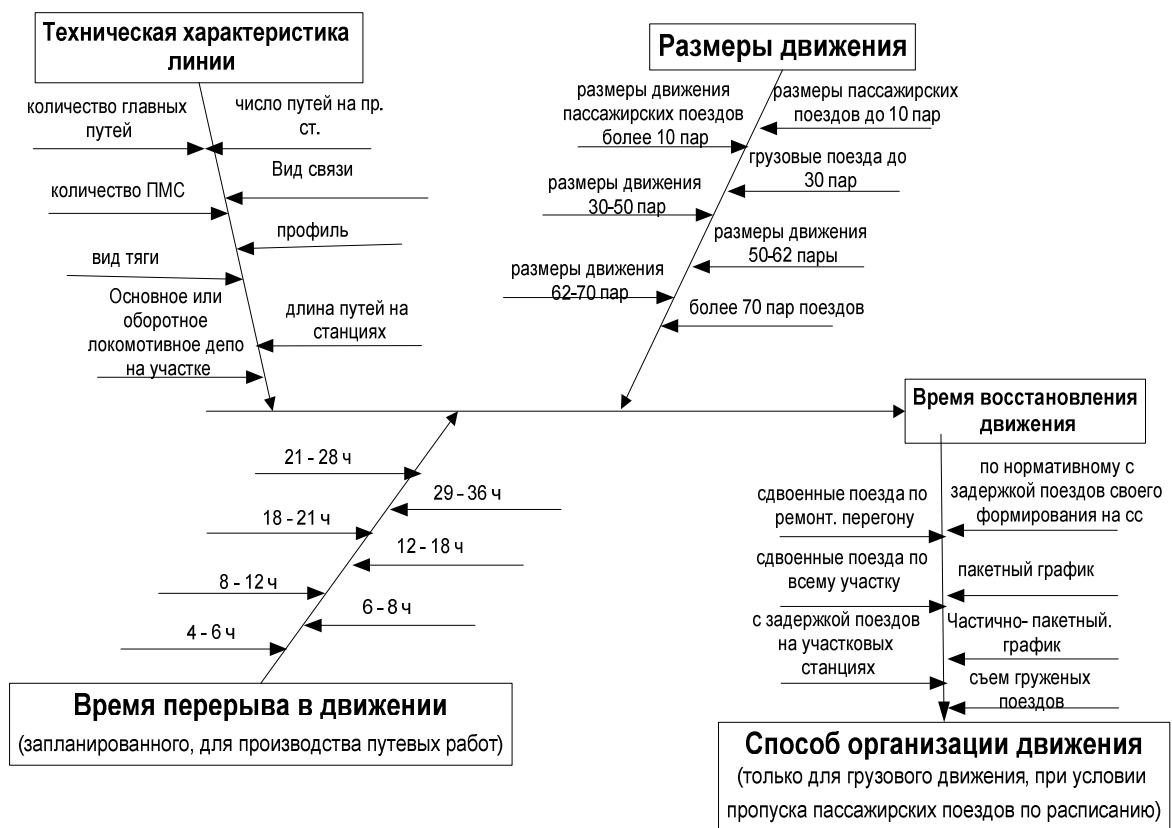 Техническая характеристика
линии
количество главных
путей
число путей на пр.
ст.
Вид связи
количество ПМС
профиль
вид тяги
Основное или
оборотное
локомотивное депо
на участке
длина путей на
станциях
Размеры движения
размеры движения
пассажирских поездов
более 10 пар
размеры пассажирских
поездов до 10 пар
грузовые поезда до
30 пар
размеры движения
30-50 пар
размеры движения
50-62 пары
размеры движения
62-70 пар
более 70 пар поездов
Время восстановления
движения
21 - 28 ч
29 - 36 ч
18 - 21 ч
12 - 18 ч
8 - 12 ч
6 - 8 ч
4 - 6 ч
Время перерыва в движении
(запланированного, для производства путевых работ)
по нормативному с
задержкой поездов своего
формирования на сс
сдвоенные поезда по
ремонт. перегону
сдвоенные поезда по
всему участку
пакетный график
с задержкой поездов
на участковых
станциях
Частично- пакетный.
график
съем груженых
поездов
Способ организации движения
(только для грузового движения, при условии
пропуска пассажирских поездов по расписанию)